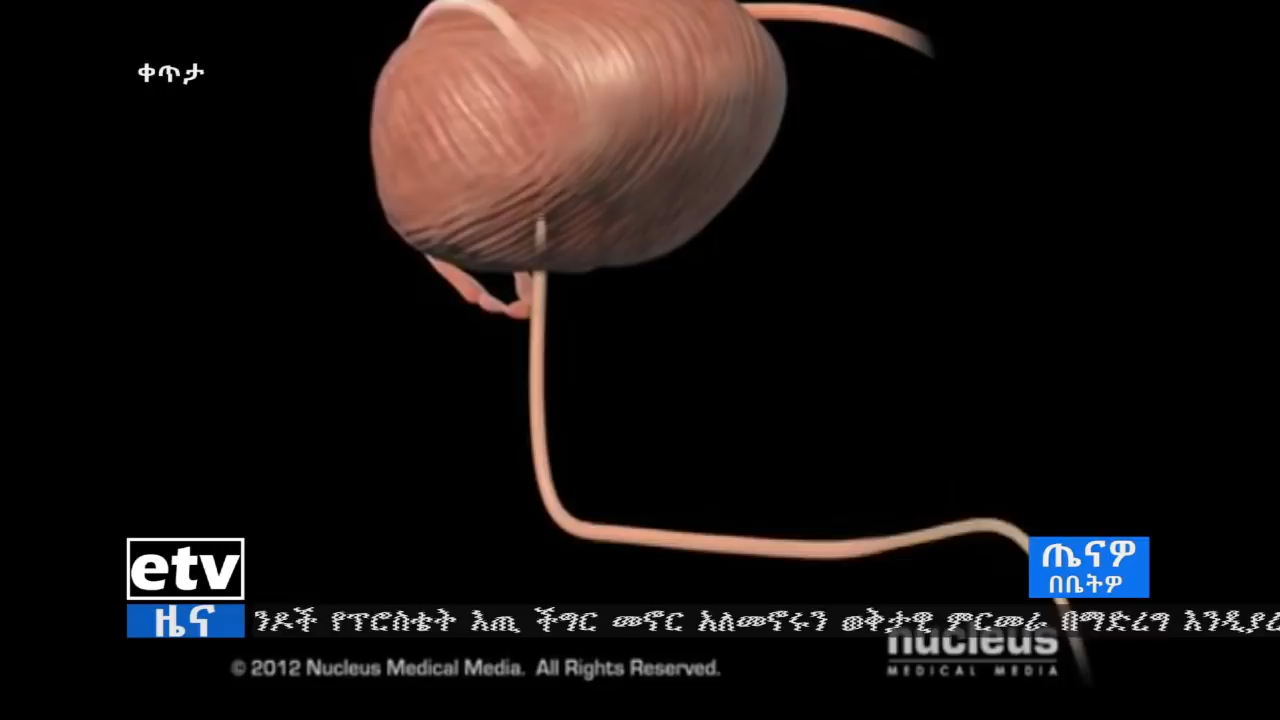 ቀጥታ
etv
ጤናዎ
በቤትዎ
ዜና
ንዶች የፕሮስቴት እጢ ችግር መኖር አለመኖሩን ወቅታዊ ምርመራ በማድረግ እንዲያረ
nucleus
MEDICAL MEDIA
© 2012 Nucleus Medical Media. All Rights Reserved.